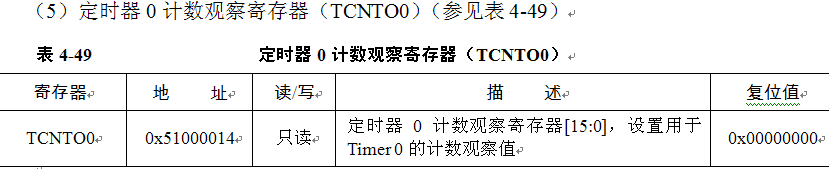 （5）定时器 0 计数观察寄存器（TCNTO0）（参见表 4-49）
表 4-49 定时器 0 计数观察寄存器（TCNTO0）
寄存器 地 址 读/写 描 述 复位值
TCNTO0 0x51000014 只读 定时器 0 计数观察寄存器[15:0]，设置用于 0x00000000
Timer 0 的计数观察值